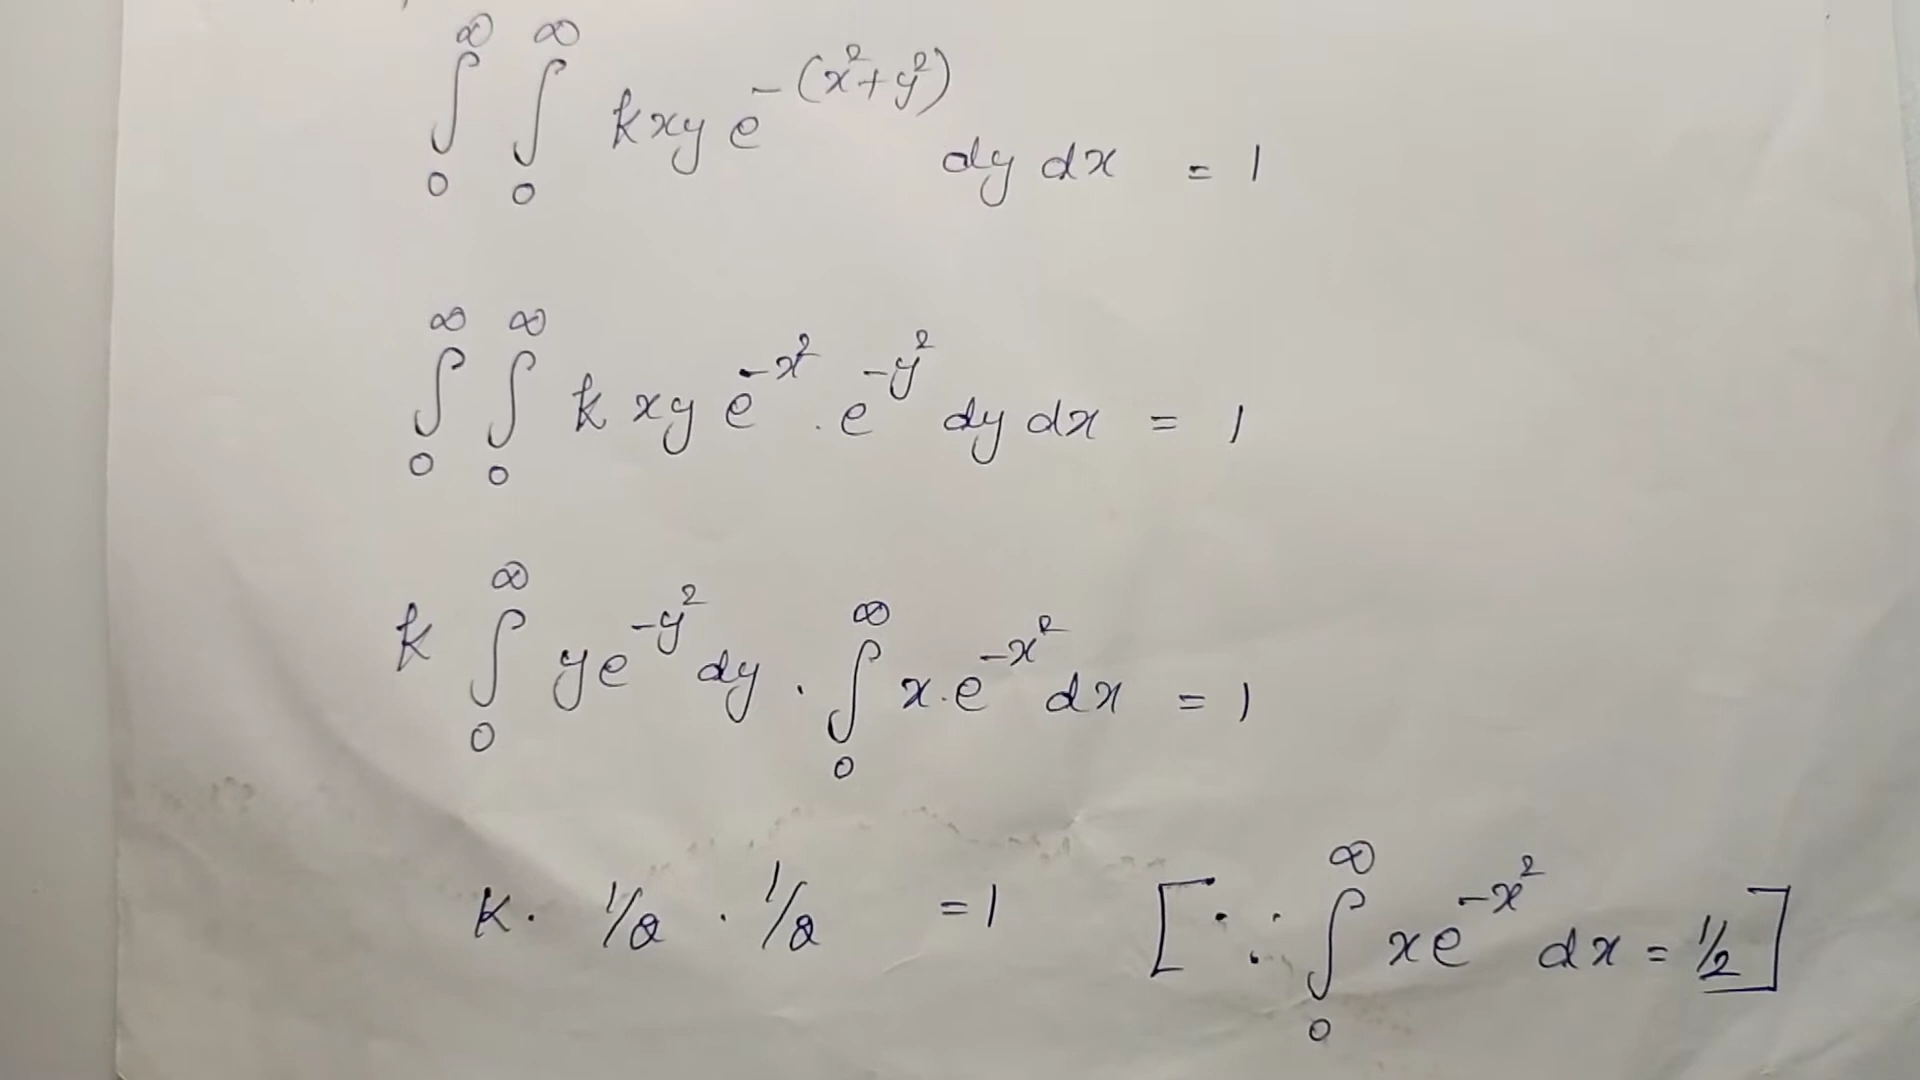 ∫₀^∞ ∫₀^∞ kxy e^-(x²+y²) dy dx = 1
∫₀^∞ ∫₀^∞ k xy e^-x² . e^-y² dy dx = 1
k ∫₀^∞ ye^-y² dy . ∫₀^∞ x.e^-x² dx = 1
K. 1/2 . 1/2 = 1 [∵ ∫₀^∞ xe^-x² dx = 1/2]